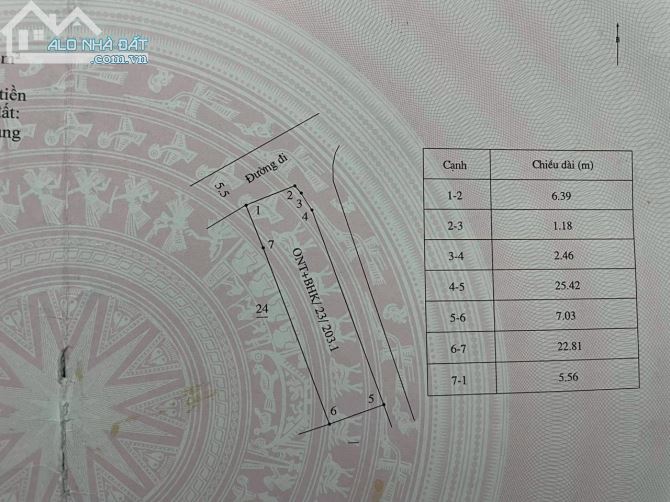 ALO NHÀ ĐẤT
.com.vn
tiền
đất:
ung
B
Đường đi
5.5
1
2
3
4
7
ONT+BHK/ 23/ 203.1
24
5
6
Cạnh Chiều dài (m)
1-2 6.39
2-3 1.18
3-4 2.46
4-5 25.42
5-6 7.03
6-7 22.81
7-1 5.56